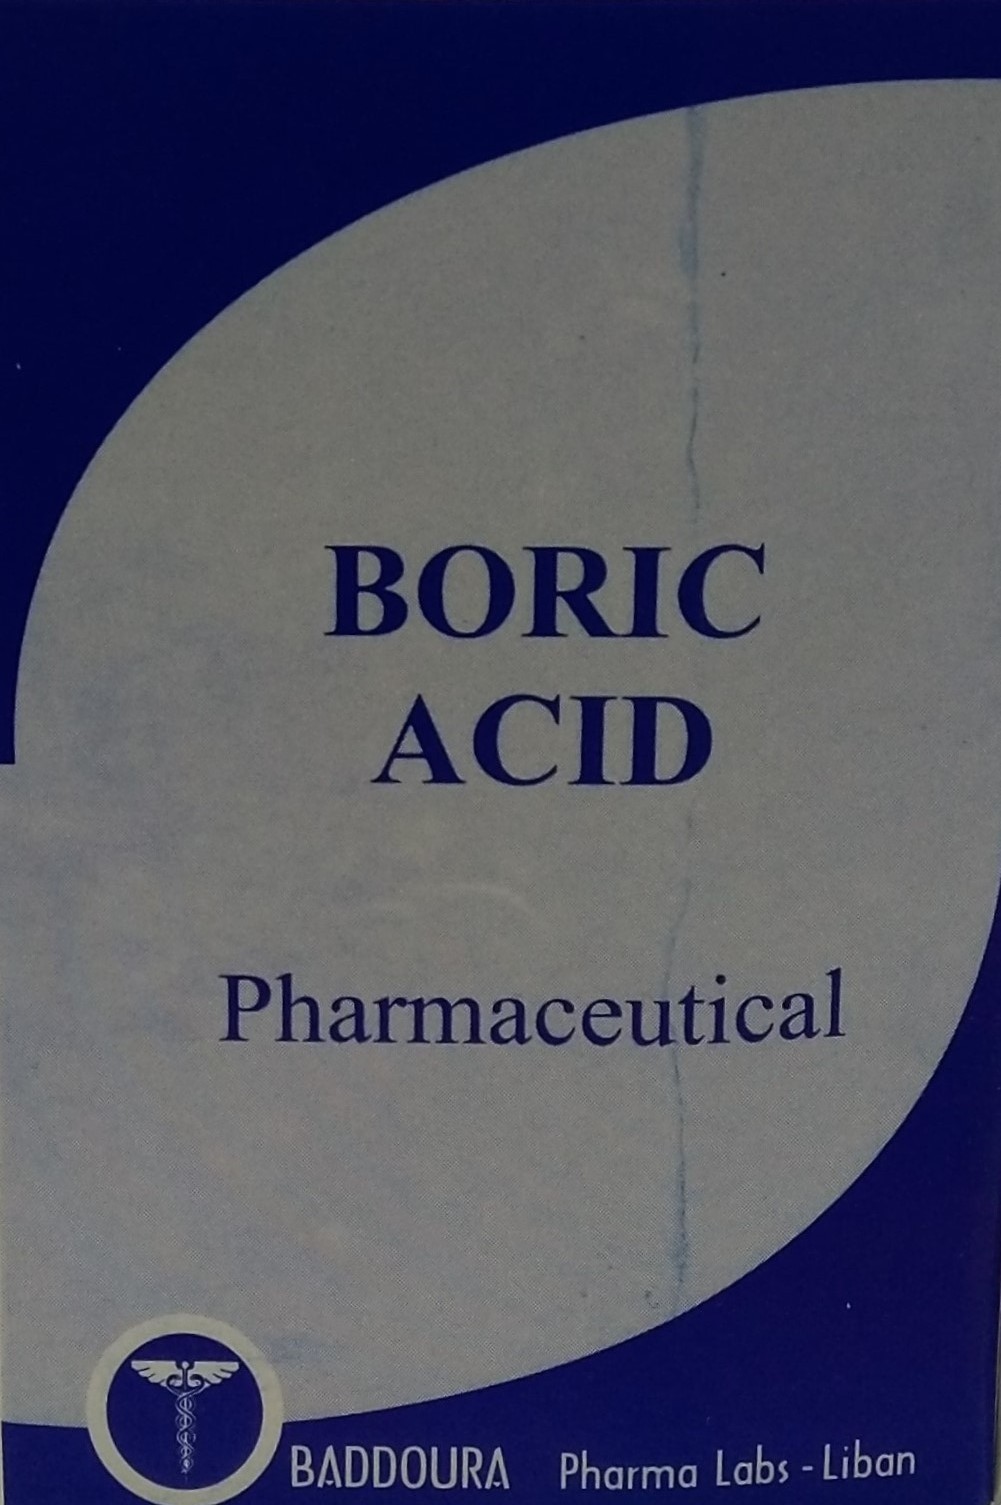 BORIC
ACID
Pharmaceutical
BADDOURA Pharma Labs - Liban